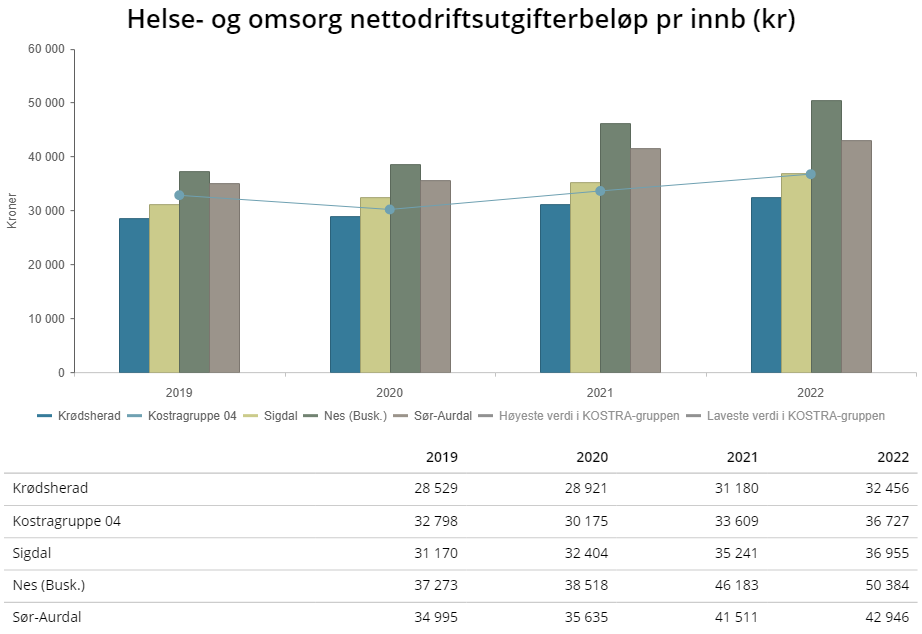 Helse- og omsorg nettodriftsutgifterbeløp pr innb (kr)
60 000
50 000
40 000
30 000
20 000
10 000
0
Kroner
2019 2020 2021 2022
Krødsherad Kostragruppe 04 Sigdal Nes (Busk.) Sør-Aurdal Høyeste verdi i KOSTRA-gruppen Laveste verdi i KOSTRA-gruppen
2019 2020 2021 2022
Krødsherad 28 529 28 921 31 180 32 456
Kostragruppe 04 32 798 30 175 33 609 36 727
Sigdal 31 170 32 404 35 241 36 955
Nes (Busk.) 37 273 38 518 46 183 50 384
Sør-Aurdal 34 995 35 635 41 511 42 946